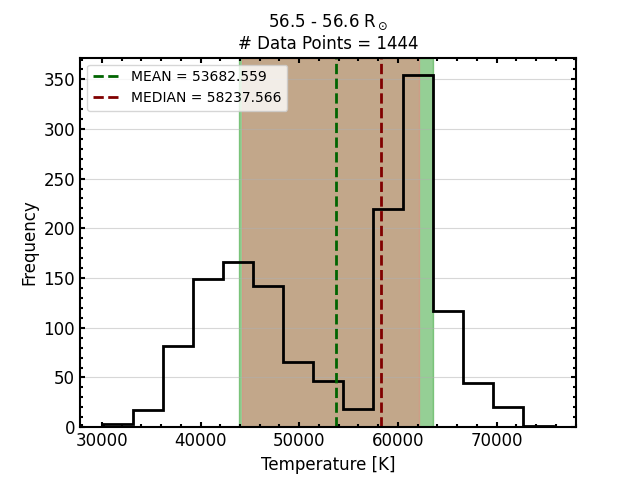 56.5 - 56.6 R⊙
# Data Points = 1444
MEAN = 53682.559
MEDIAN = 58237.566
350
300
250
200
150
100
50
0
Frequency
30000 40000 50000 60000 70000
Temperature [K]